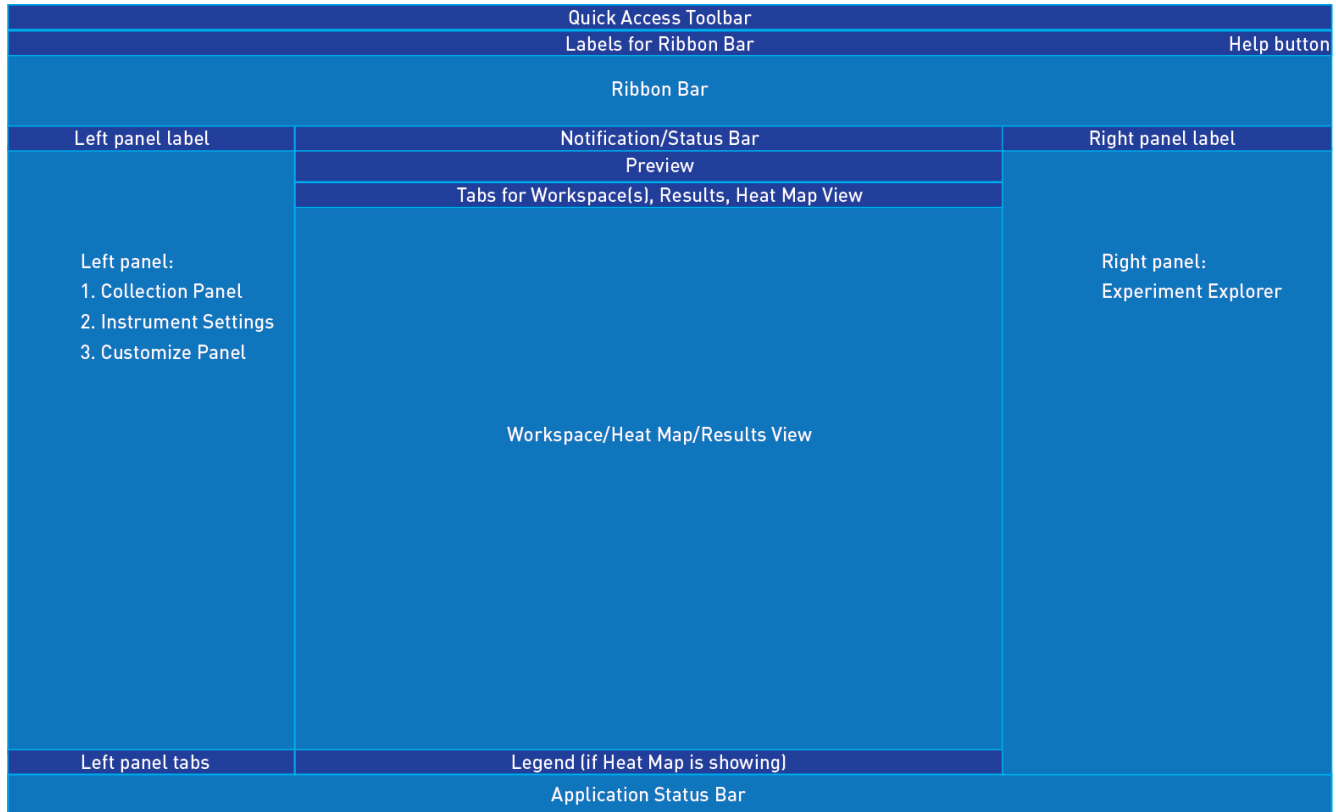 Quick Access Toolbar
Labels for Ribbon Bar
Help button
Ribbon Bar
Left panel label
Notification/Status Bar
Right panel label
Preview
Tabs for Workspace(s), Results, Heat Map View
Left panel:
1. Collection Panel
2. Instrument Settings
3. Customize Panel
Right panel:
Experiment Explorer
Workspace/Heat Map/Results View
Left panel tabs
Legend (if Heat Map is showing)
Application Status Bar